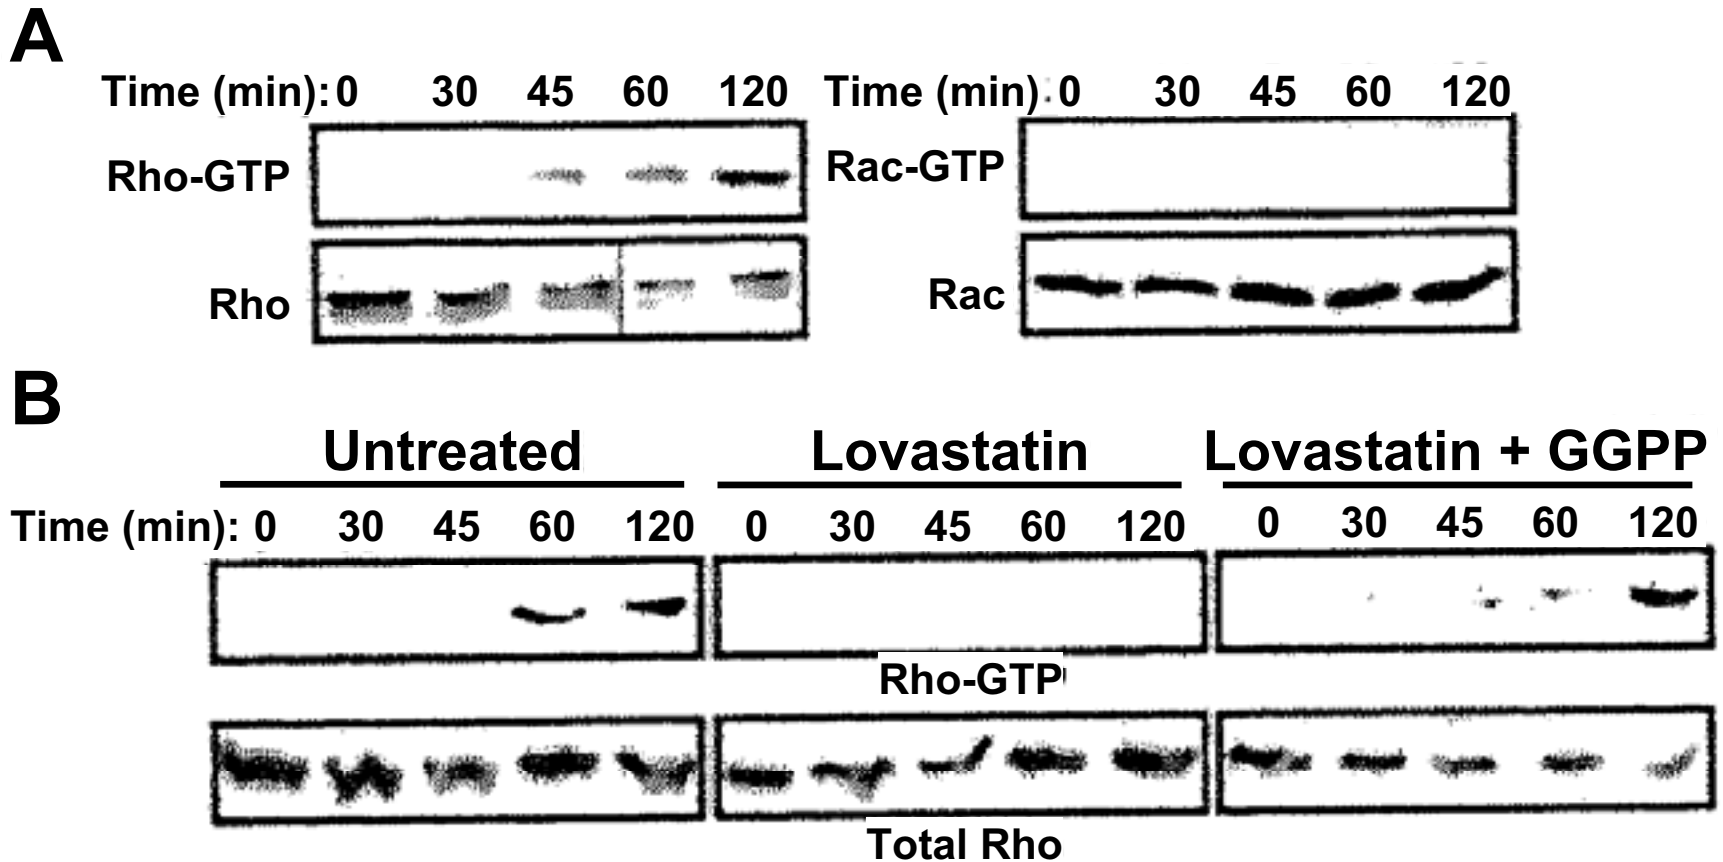 A
Time (min): 0 30 45 60 120 Time (min) : 0 30 45 60 120
Rho-GTP Rac-GTP
Rho Rac
B
Untreated Lovastatin Lovastatin + GGPP
Time (min): 0 30 45 60 120 0 30 45 60 120 0 30 45 60 120
Rho-GTP
Total Rho